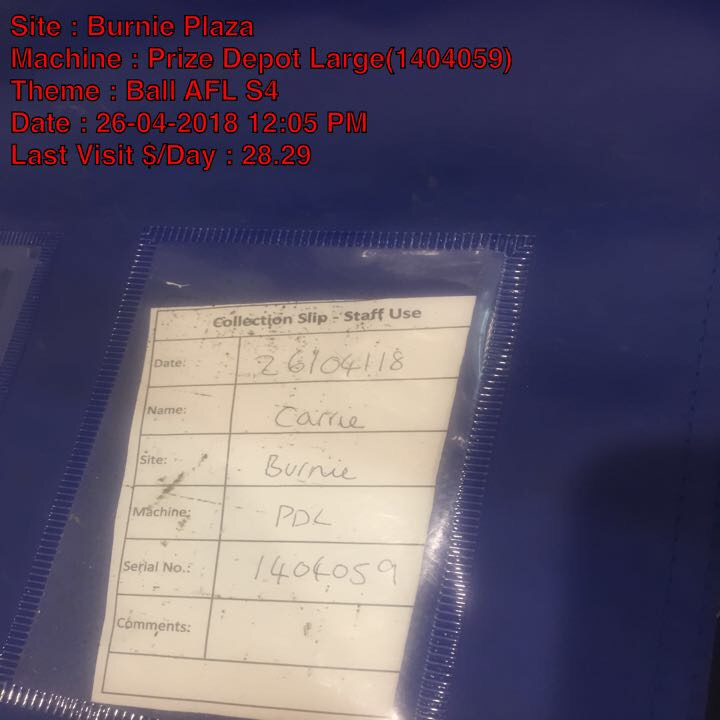 Site : Burnie Plaza
Machine : Prize Depot Large(1404059)
Theme : Ball AFL S4
Date : 26-04-2018 12:05 PM
Last Visit $/Day : 28.29
Collection Slip - Staff Use
Date: 26/04/18
Name: Carrie
Site: Burnie
Machine: PDL
Serial No.: 1404059
Comments: